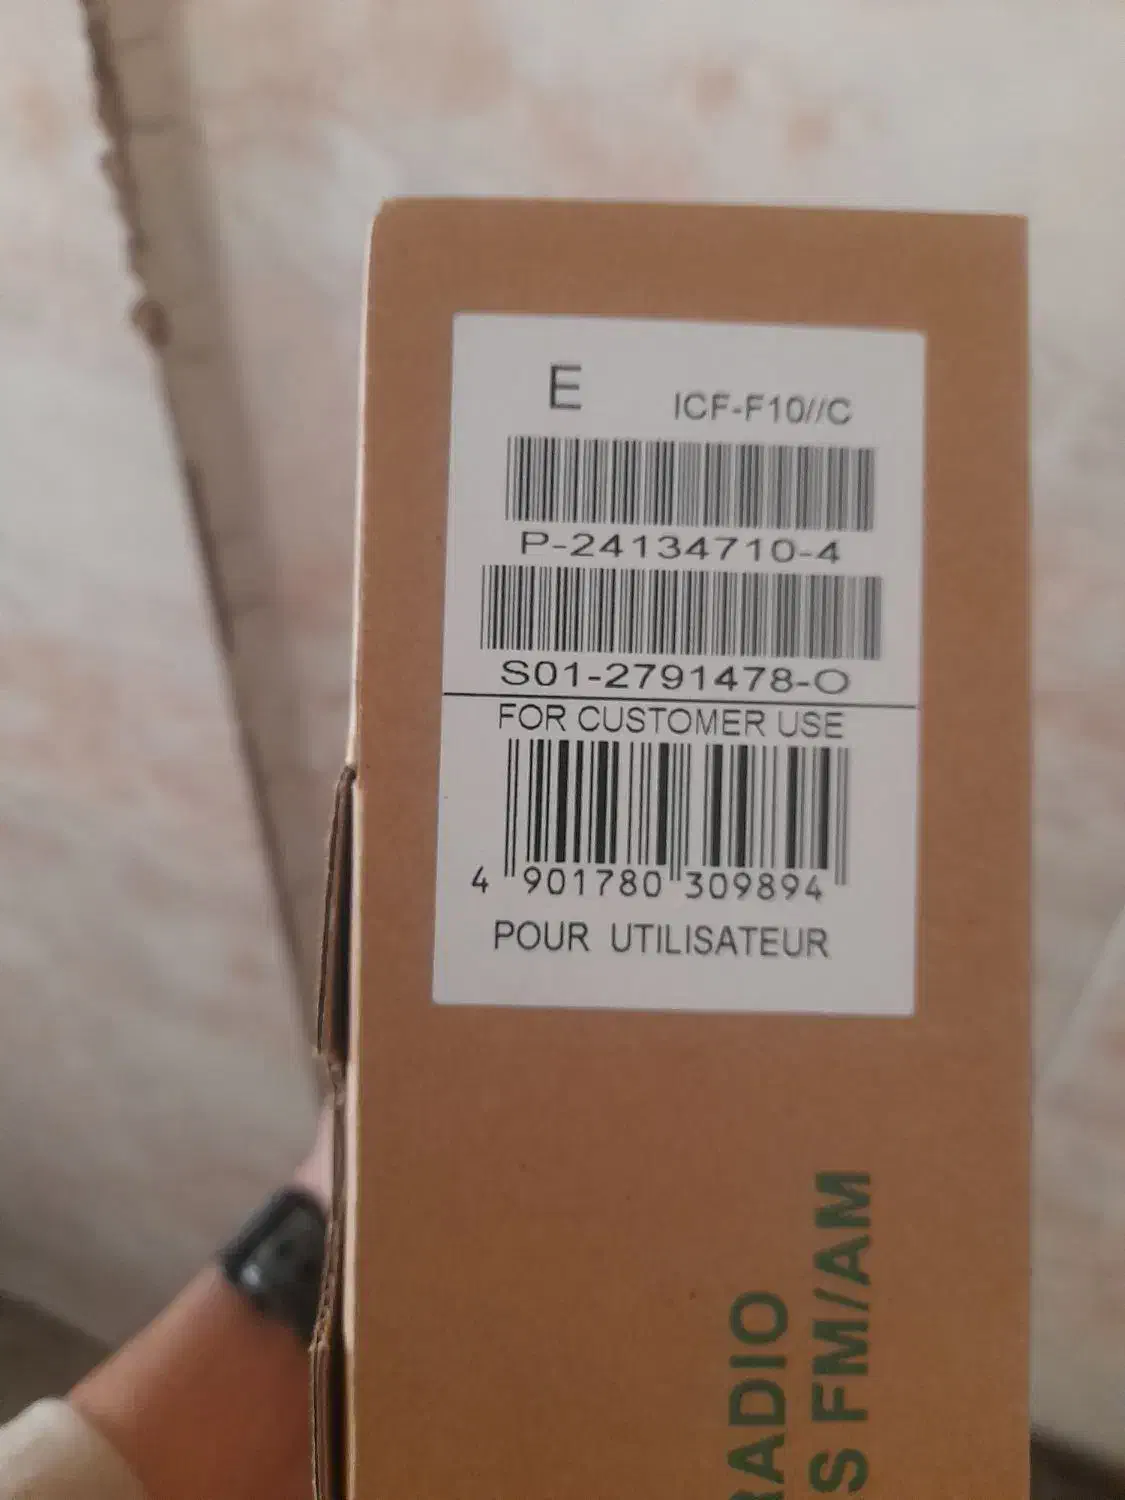 E ICF-F10//C
P-24134710-4
S01-2791478-O
FOR CUSTOMER USE
4 901780 309894
POUR UTILISATEUR
RADIO
S FM/AM